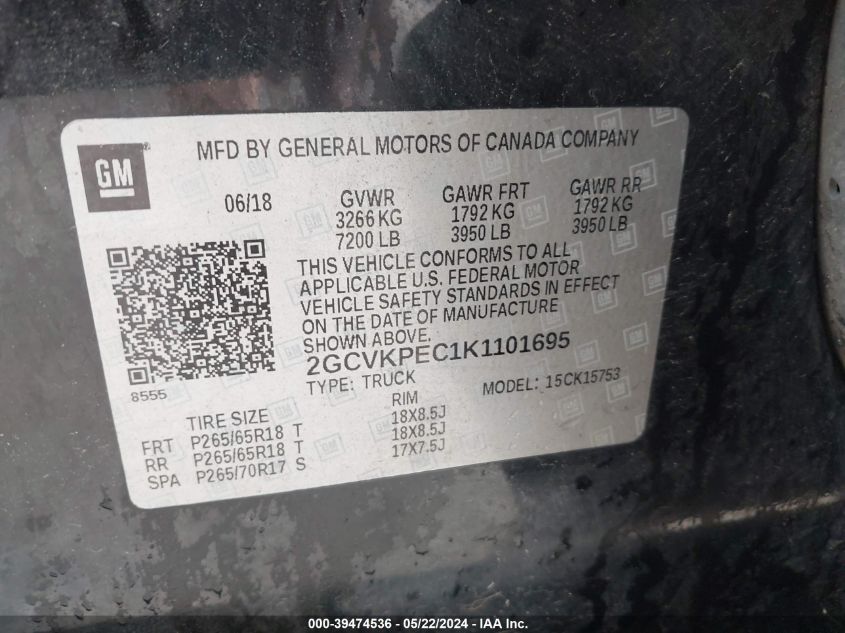 GM
MFD BY GENERAL MOTORS OF CANADA COMPANY
06/18 GVWR GAWR FRT GAWR RR
3266 KG 1792 KG 1792 KG
7200 LB 3950 LB 3950 LB
THIS VEHICLE CONFORMS TO ALL
APPLICABLE U.S. FEDERAL MOTOR
VEHICLE SAFETY STANDARDS IN EFFECT
ON THE DATE OF MANUFACTURE
SHOWN ABOVE.
2GCVKPEC1K1101695
8555
TYPE: TRUCK MODEL: 15CK15753
TIRE SIZE RIM
FRT P265/65R18 T 18X8.5J
RR P265/65R18 T 18X8.5J
SPA P265/70R17 S 17X7.5J
000-39474536 - 05/22/2024 - IAA Inc.